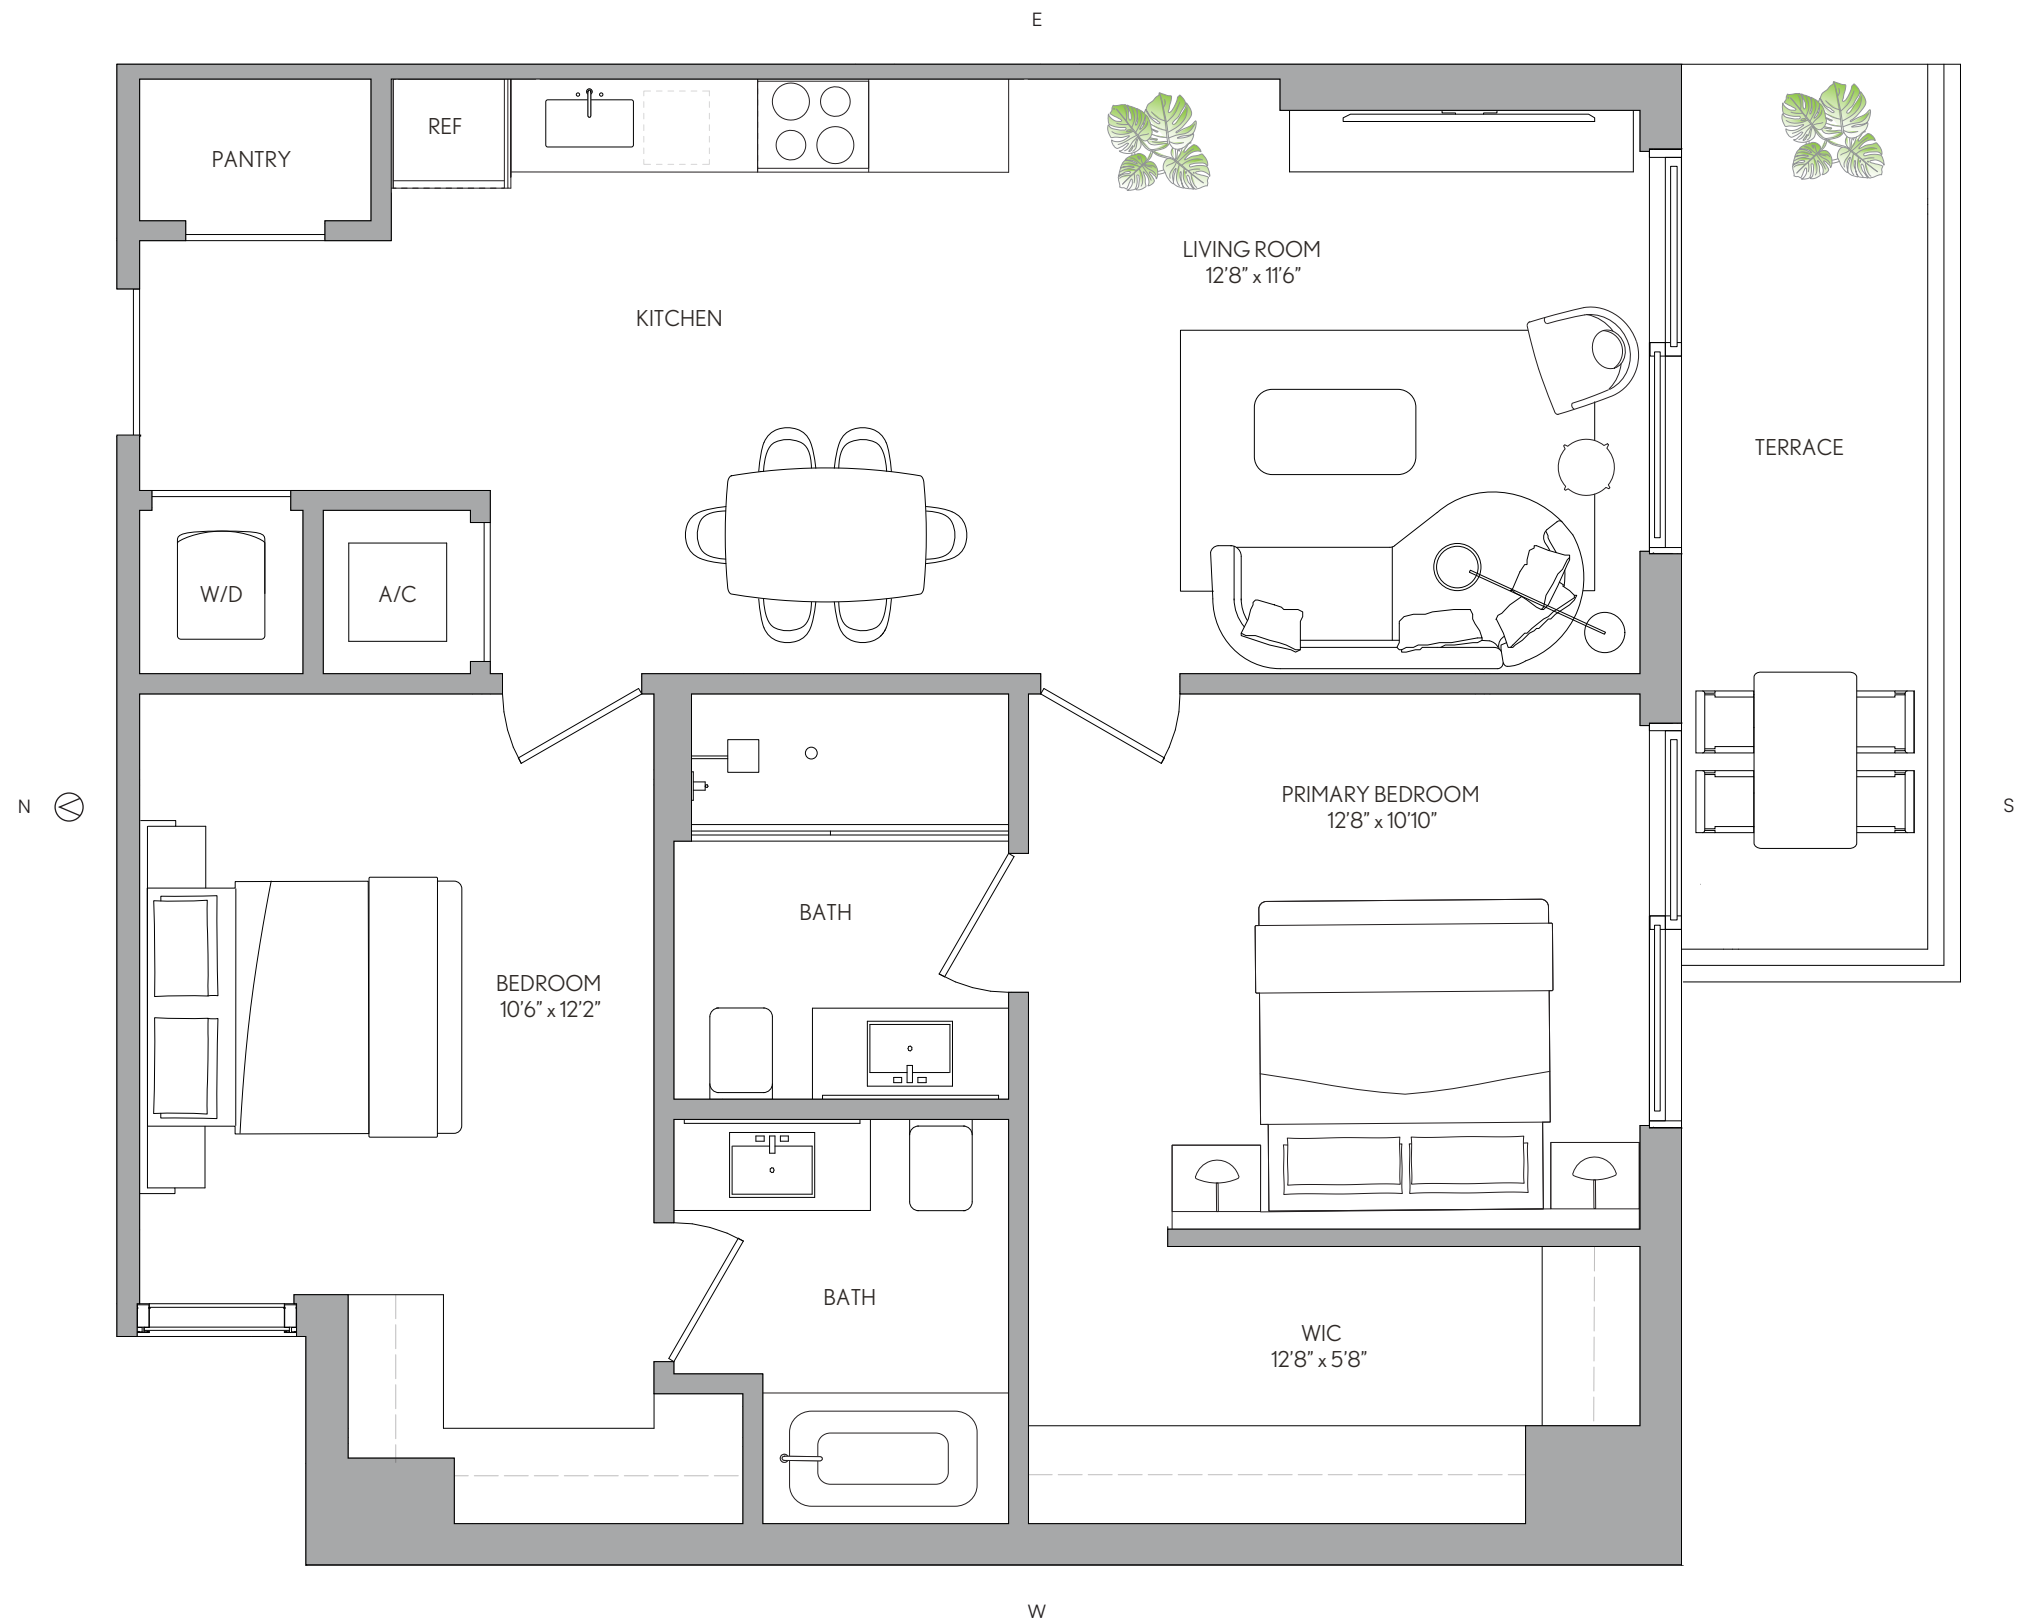 E
PANTRY
REF
LIVING ROOM
12'8" x 11'6"
KITCHEN
TERRACE
W/D
A/C
PRIMARY BEDROOM
12'8" x 10'10"
N
S
BATH
BEDROOM
10'6" x 12'2"
BATH
WIC
12'8" x 5'8"
W